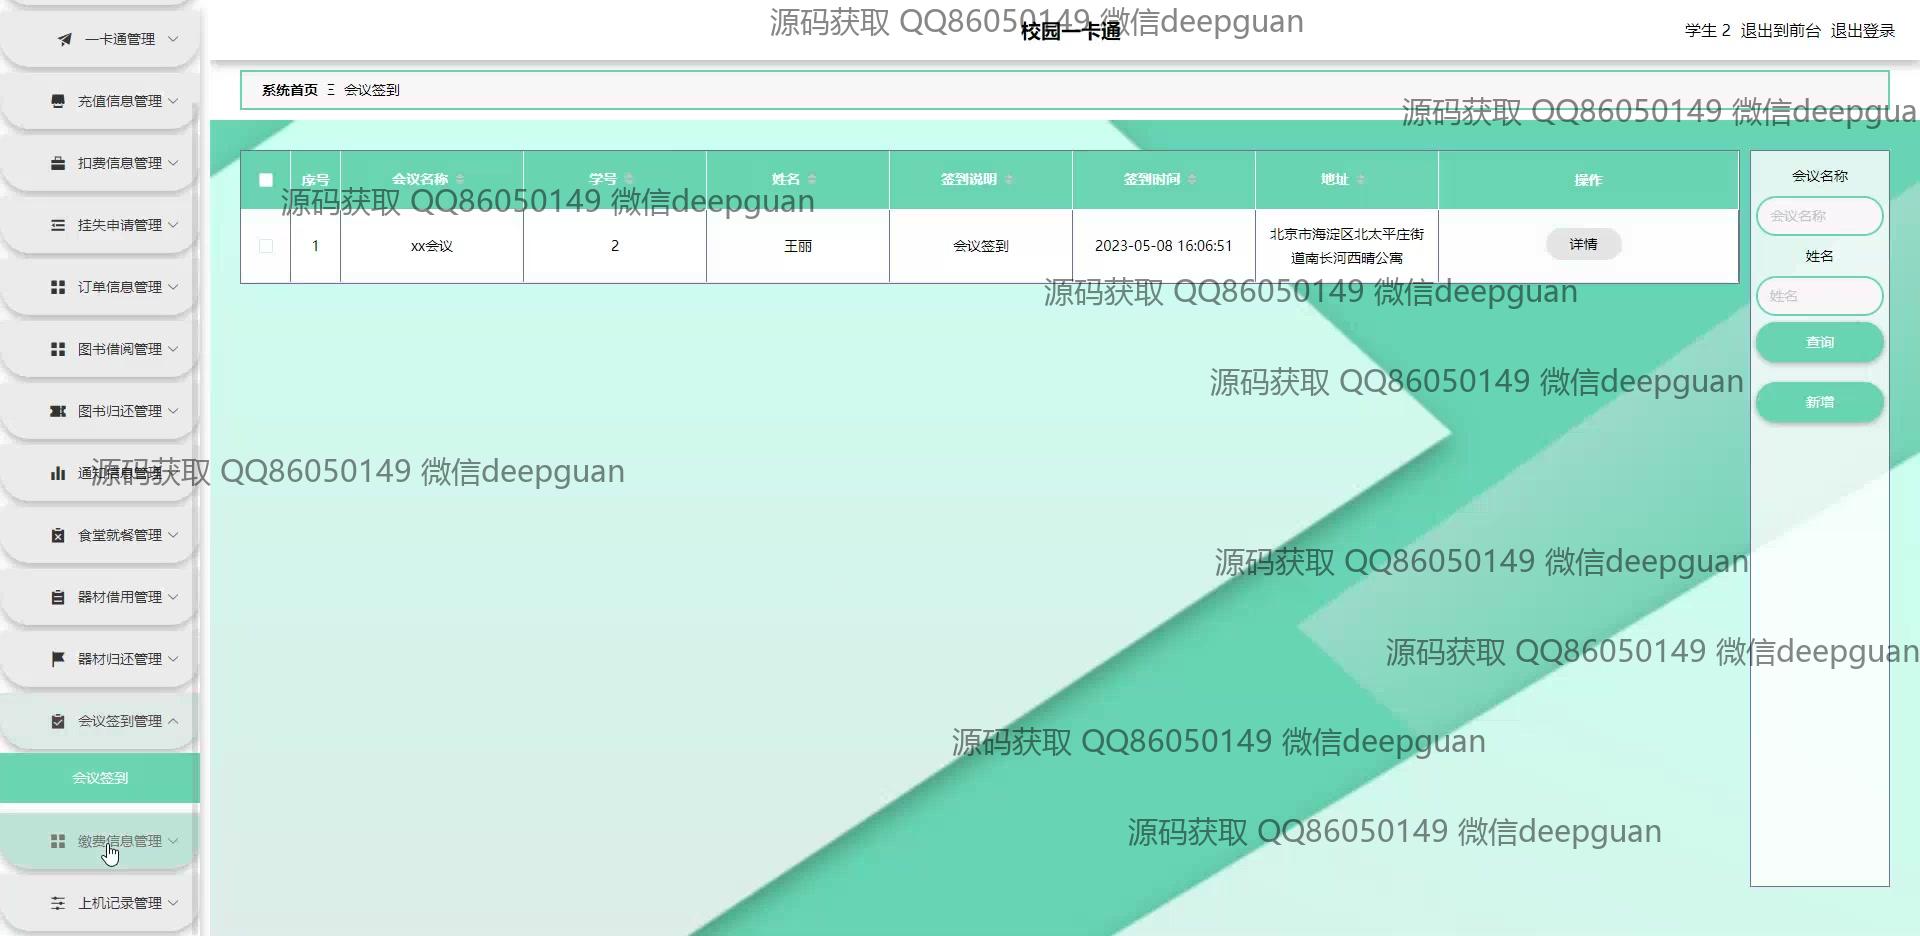 源码获取 QQ86050149 微信deepguan
校园一卡通
学生 2 退出到前台 退出登录
系统首页 Ξ 会议签到
源码获取 QQ86050149 微信deepgua
一卡通管理
充值信息管理
扣费信息管理
挂失申请管理
订单信息管理
图书借阅管理
图书归还管理
通知信息管理
食堂就餐管理
器材借用管理
器材归还管理
会议签到管理
会议签到
缴费信息管理
上机记录管理
序号 会议名称 学号 姓名 签到说明 签到时间 地址 操作
源码获取 QQ86050149 微信deepguan
1 xx会议 2 王丽 会议签到 2023-05-08 16:06:51 北京市海淀区北太平庄街 详情
道南长河西晴公寓
会议名称
会议名称
姓名
姓名
查询
新增
源码获取 QQ86050149 微信deepguan
源码获取 QQ86050149 微信deepguan
源码获取 QQ86050149 微信deepguan
源码获取 QQ86050149 微信deepguan
源码获取 QQ86050149 微信deepguan
源码获取 QQ86050149 微信deepguan
源码获取 QQ86050149 微信deepguan